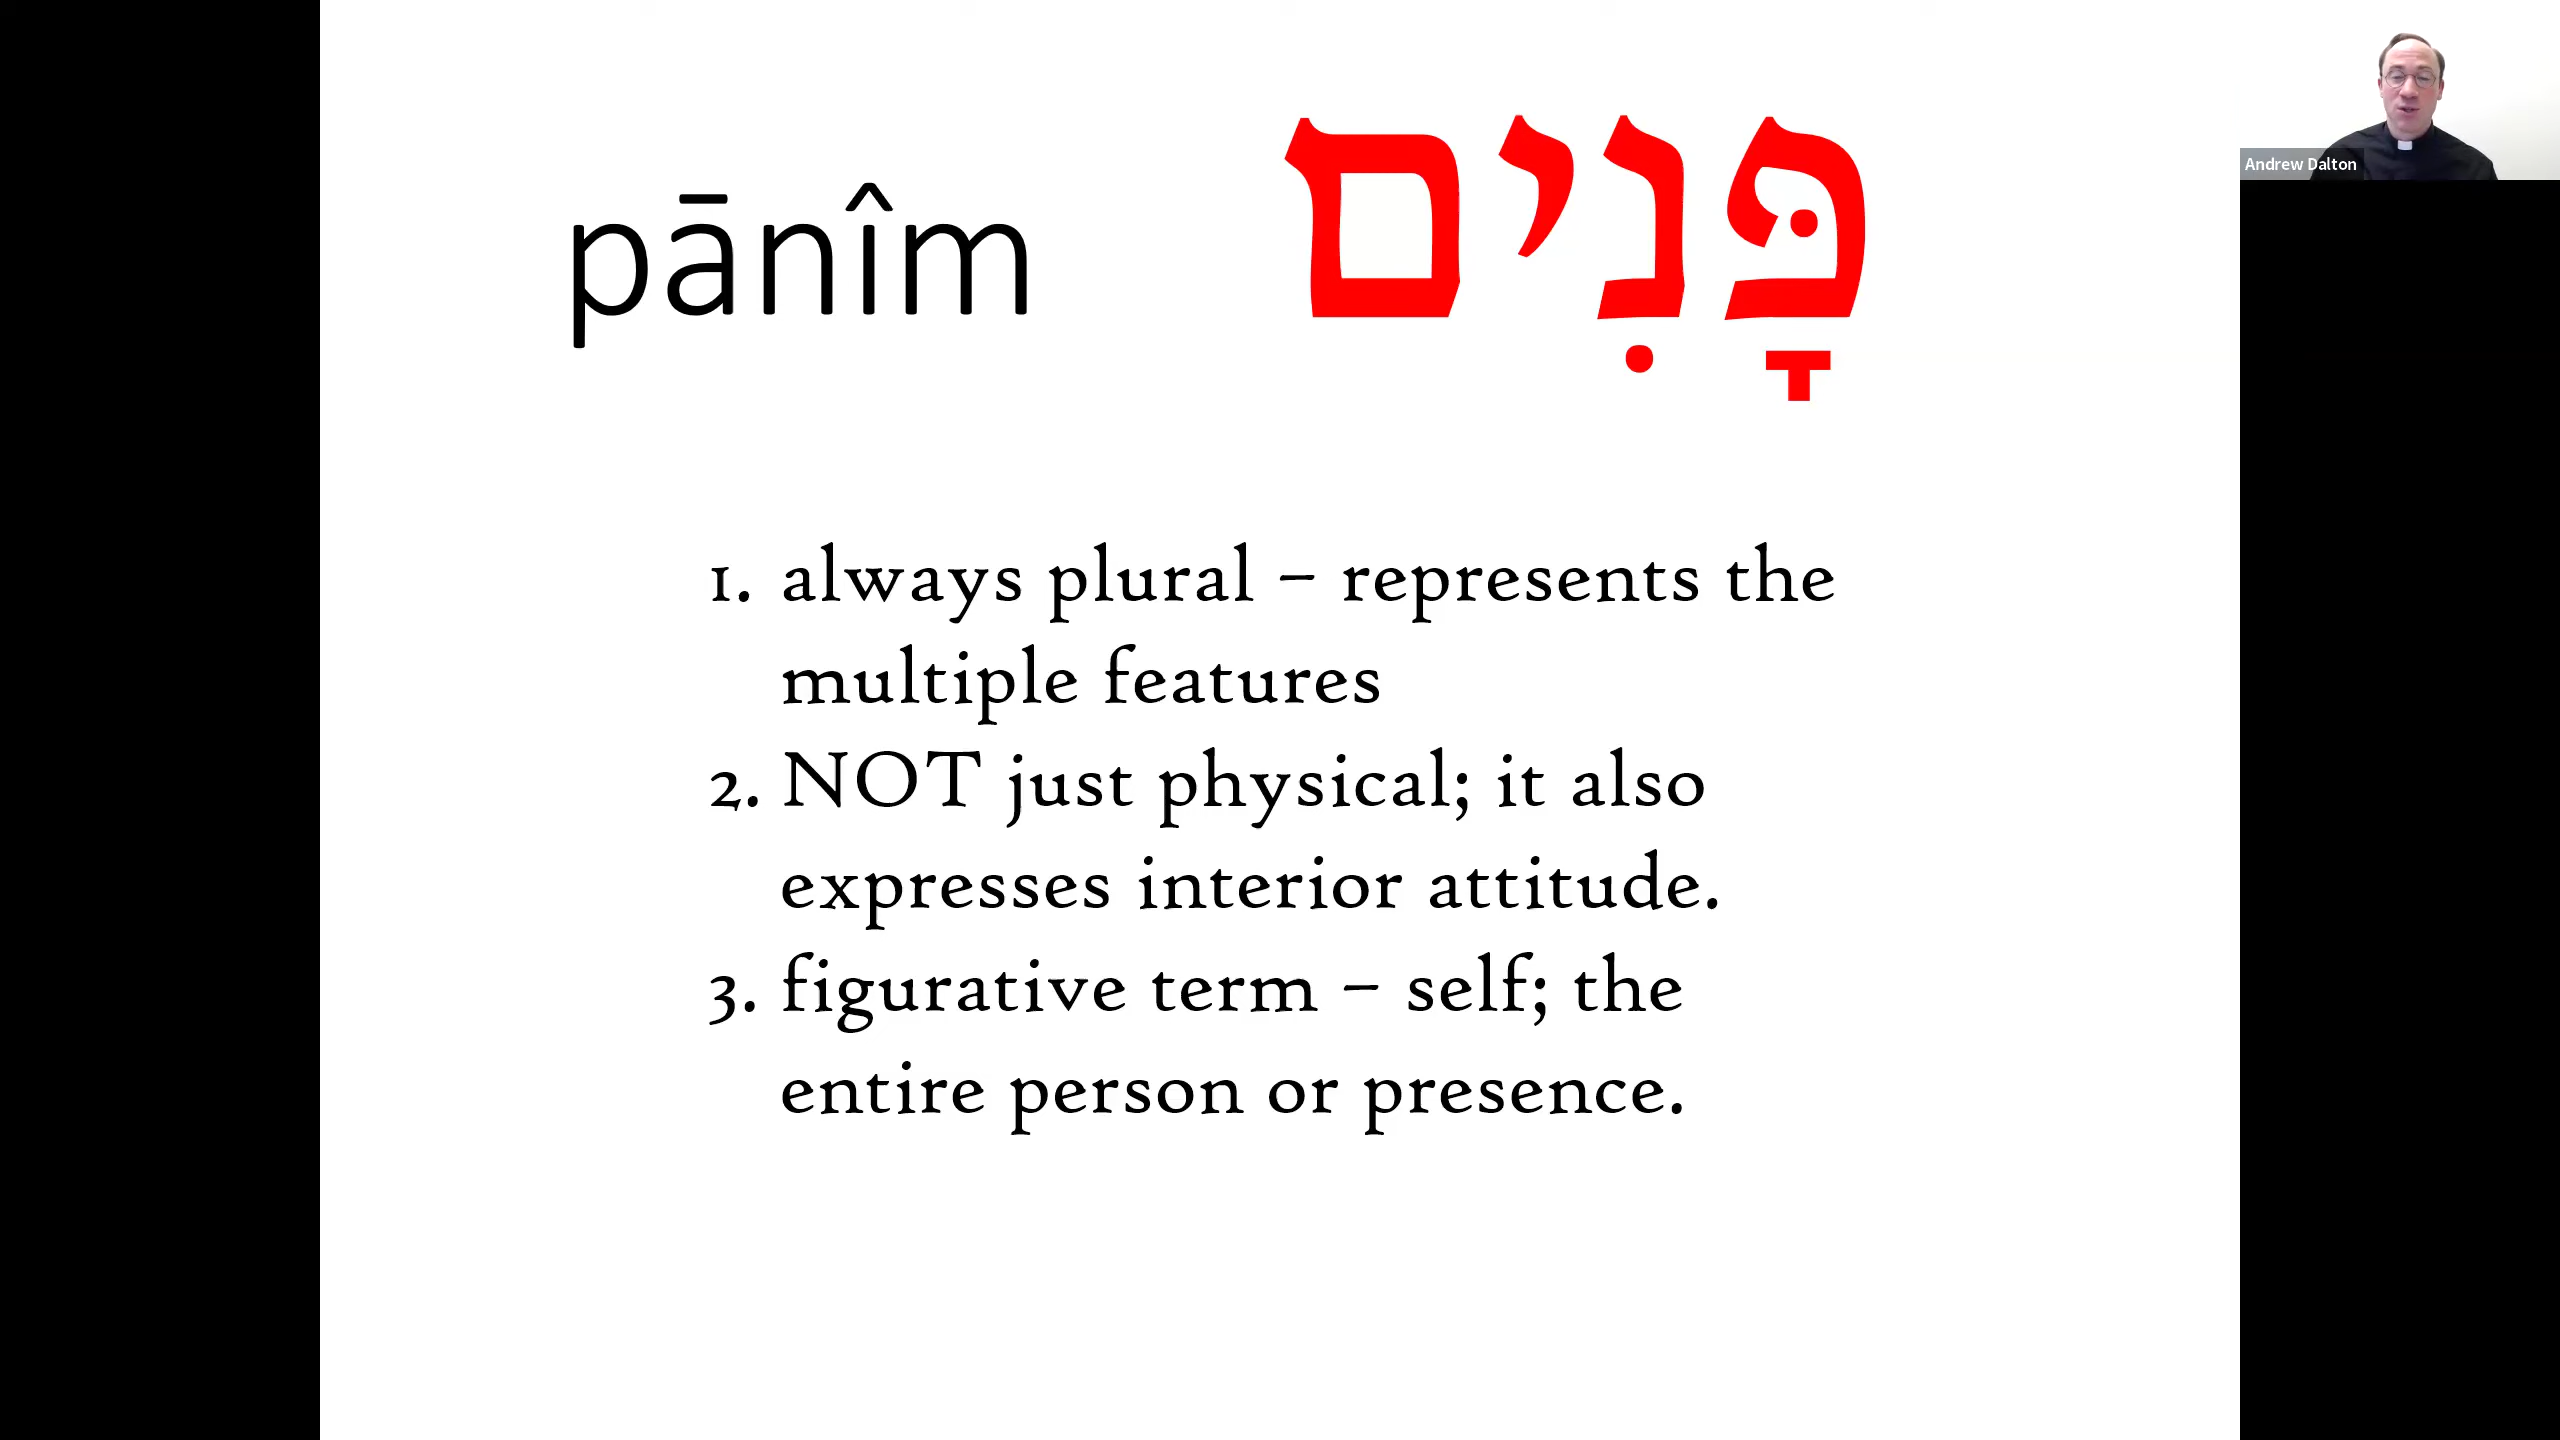 pānîm
פָּנִים
1. always plural – represents the
multiple features
2. NOT just physical; it also
expresses interior attitude.
3. figurative term – self; the
entire person or presence.
Andrew Dalton